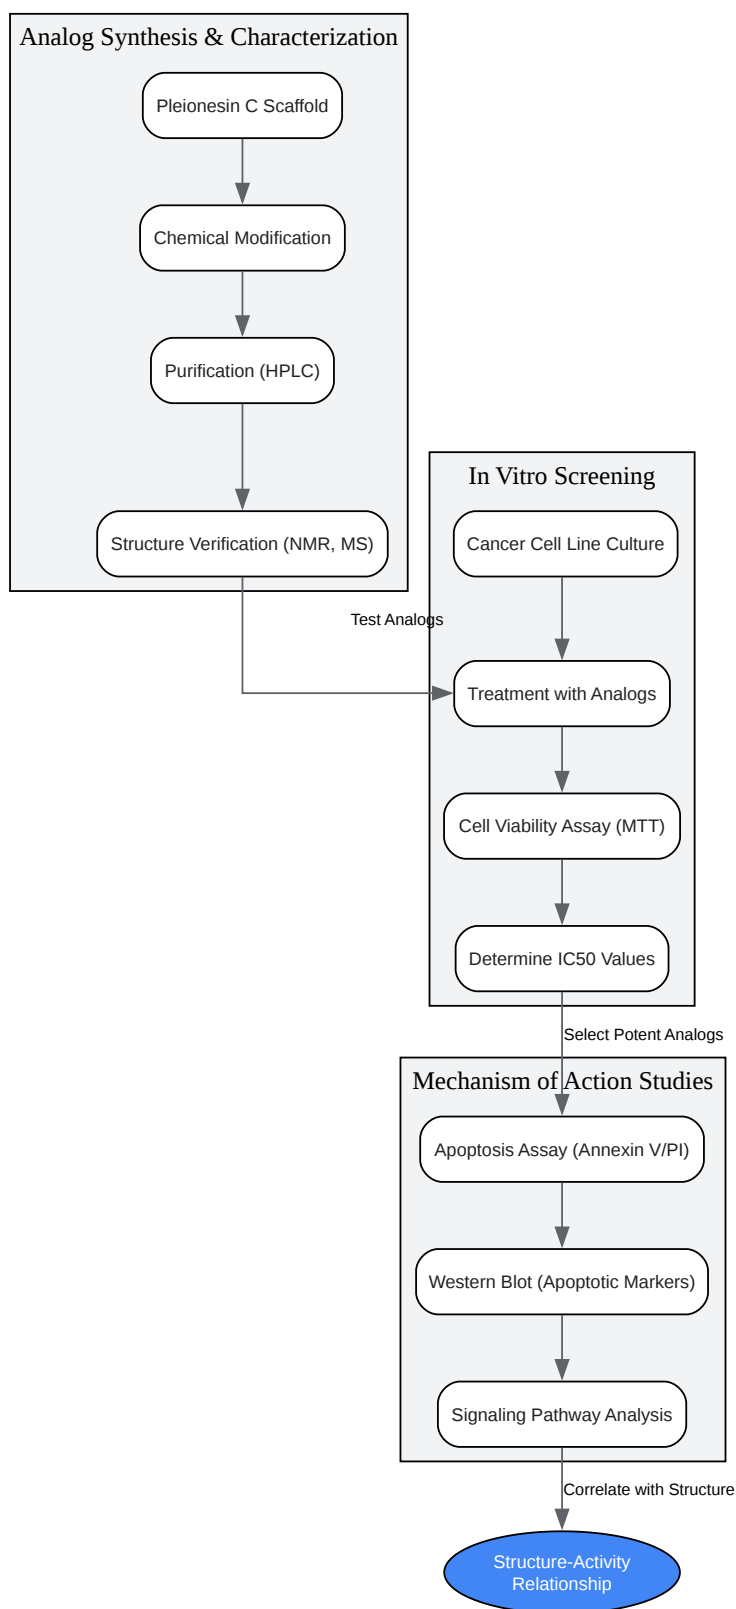 Analog Synthesis & Characterization
Pleionesin C Scaffold
Chemical Modification
Purification (HPLC)
Structure Verification (NMR, MS)
Test Analogs
In Vitro Screening
Cancer Cell Line Culture
Treatment with Analogs
Cell Viability Assay (MTT)
Determine IC50 Values
Select Potent Analogs
Mechanism of Action Studies
Apoptosis Assay (Annexin V/PI)
Western Blot (Apoptotic Markers)
Signaling Pathway Analysis
Correlate with Structure
Structure-Activity
Relationship